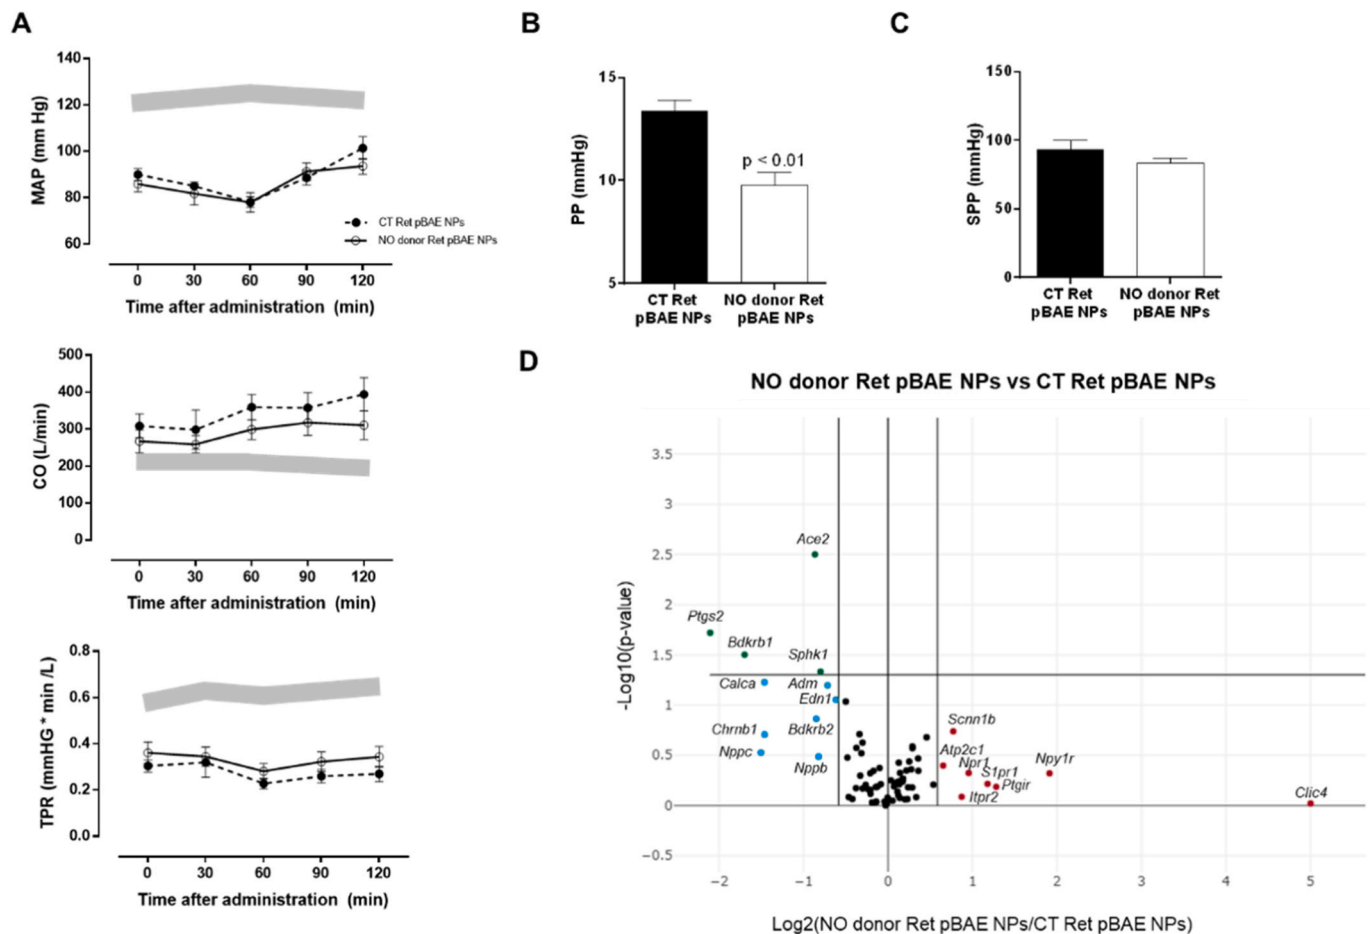 A
MAP (mm Hg)
140
120
100
80
60
CT Ret pBAE NPs
NO donor Ret pBAE NPs
0 30 60 90 120
Time after administration (min)
CO (L/min)
500
400
300
200
100
0
0 30 60 90 120
Time after administration (min)
TPR (mmHG * min /L)
0.8
0.6
0.4
0.2
0.0
0 30 60 90 120
Time after administration (min)
B
PP (mmHg)
15
10
5
p < 0.01
CT Ret
pBAE NPs
NO donor Ret
pBAE NPs
C
SPP (mmHg)
150
100
50
0
CT Ret
pBAE NPs
NO donor Ret
pBAE NPs
D
NO donor Ret pBAE NPs vs CT Ret pBAE NPs
-Log10(p-value)
3.5
3
2.5
2
1.5
1
0.5
0
−0.5
Ace2
Ptgs2
Bdkrb1
Sphk1
Calca
Adm
Edn1
Chrnb1
Bdkrb2
Nppc
Nppb
Scnn1b
Atp2c1
Npr1
S1pr1
Ptgir
Itpr2
Npy1r
Clic4
−2 −1 0 1 2 3 4 5
Log2(NO donor Ret pBAE NPs/CT Ret pBAE NPs)